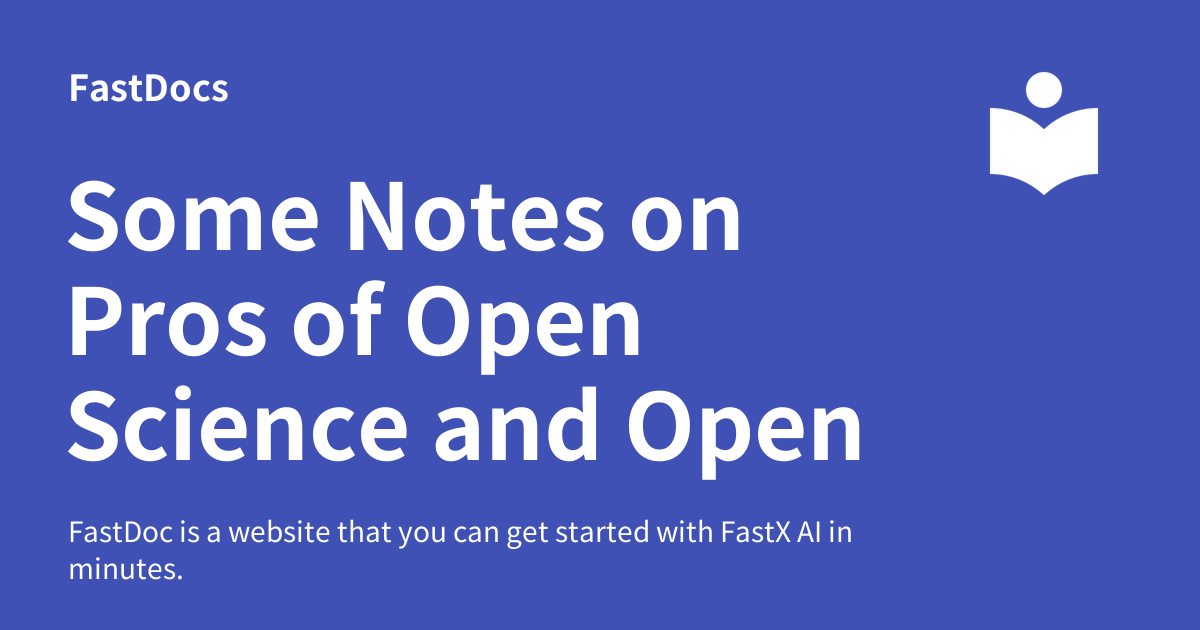 FastDocs
Some Notes on
Pros of Open
Science and Open
FastDoc is a website that you can get started with FastX AI in
minutes.